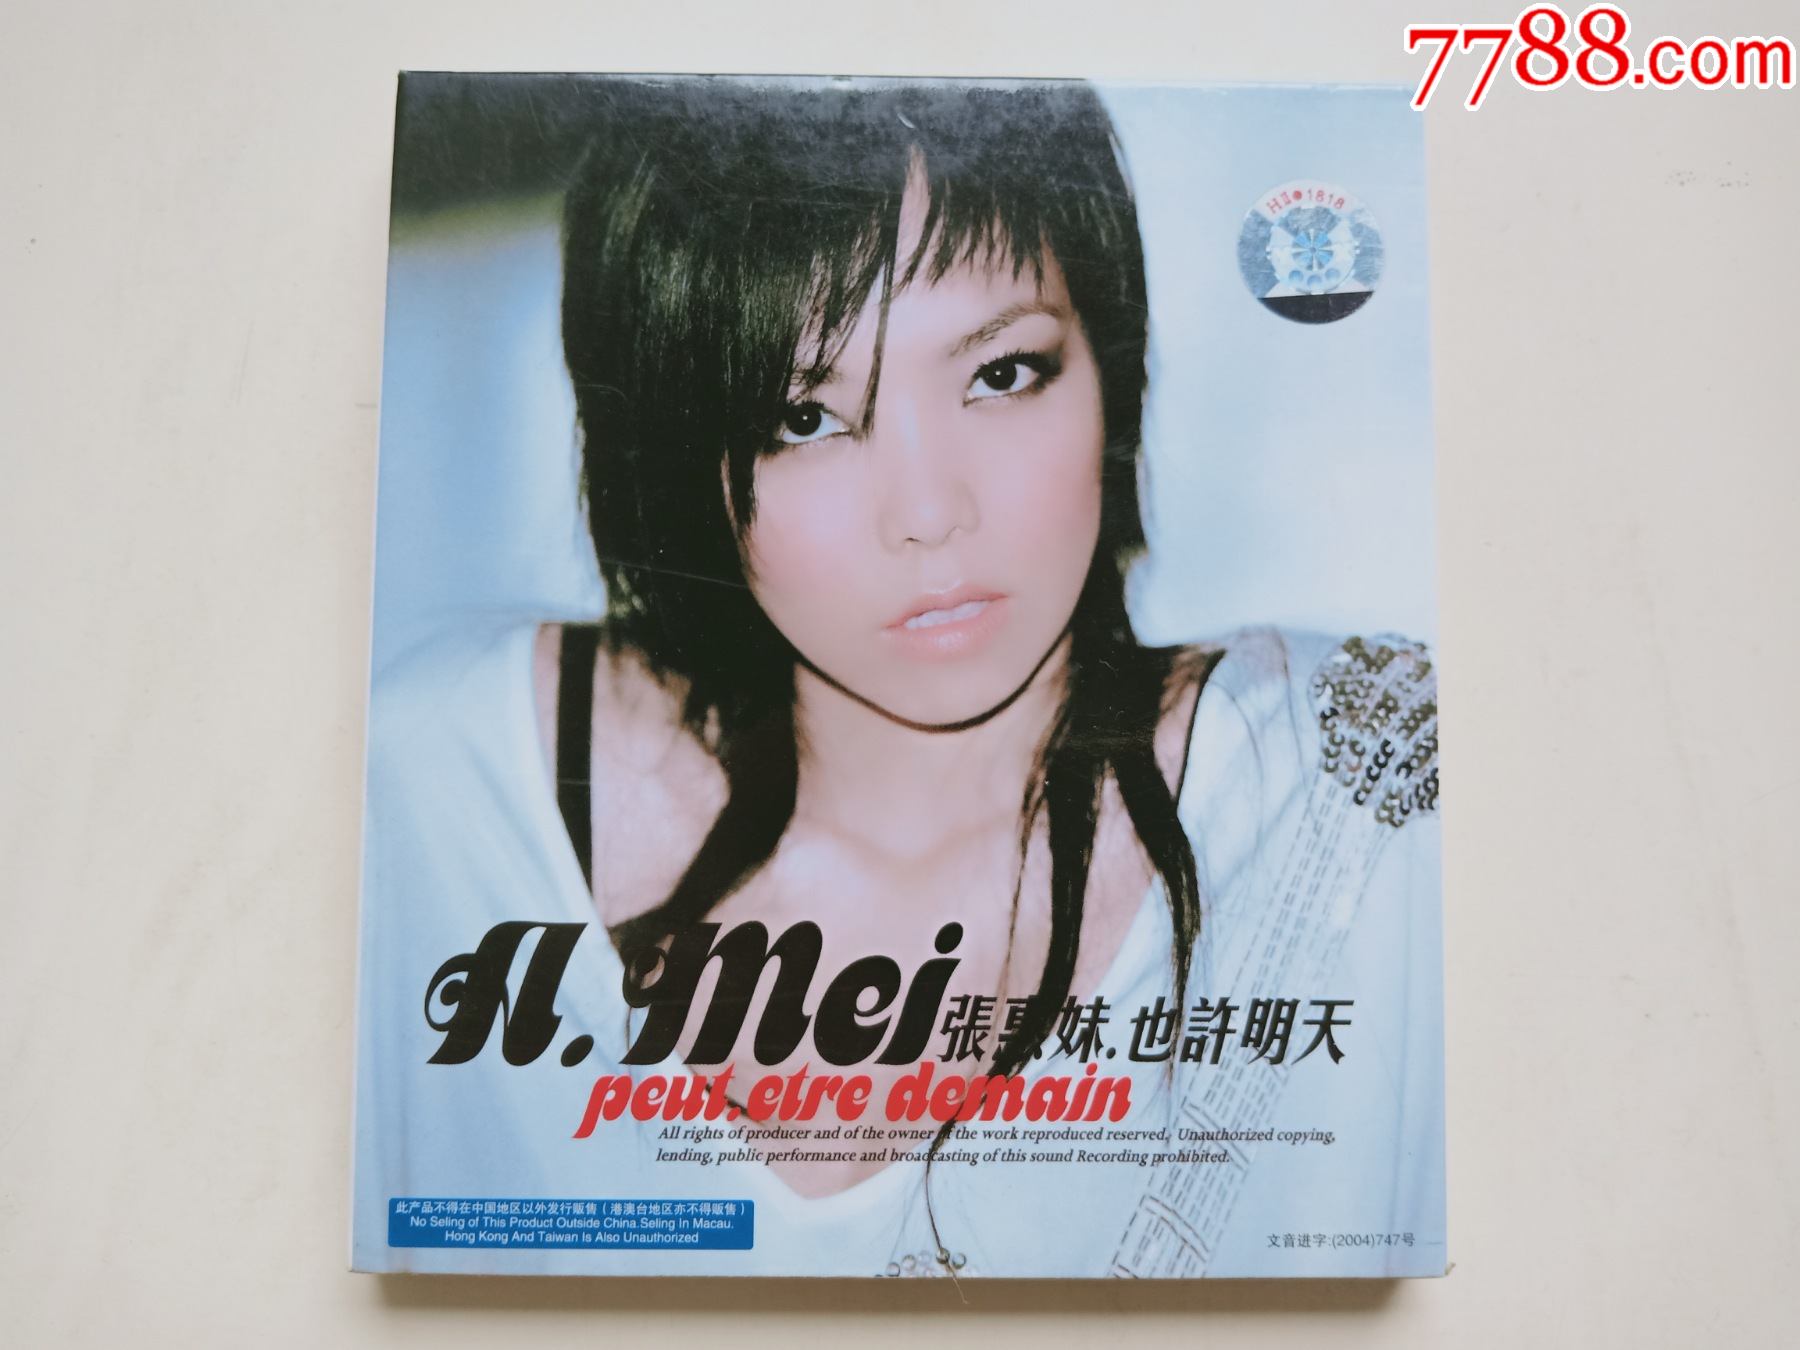 7788.com
HⅡ●1818
A.Mei 張惠妹.也許明天
peut.etre demain
All rights of producer and of the owner of the work reproduced reserved. Unauthorized copying,
lending, public performance and broadcasting of this sound Recording prohibited.
此产品不得在中国地区以外发行贩售（港澳台地区亦不得贩售）
No Seling of This Product Outside China.Seling In Macau.
Hong Kong And Taiwan Is Also Unauthorized
文音进字:(2004)747号